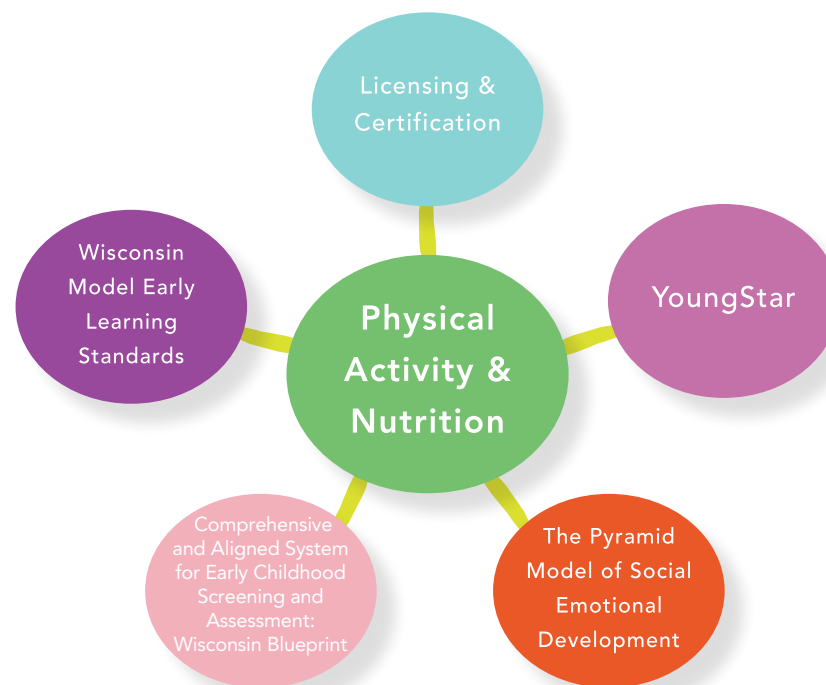 Licensing &
Certification
Wisconsin
Model Early
Learning
Standards
YoungStar
Physical
Activity &
Nutrition
Comprehensive
and Aligned System
for Early Childhood
Screening and
Assessment:
Wisconsin Blueprint
The Pyramid
Model of Social
Emotional
Development